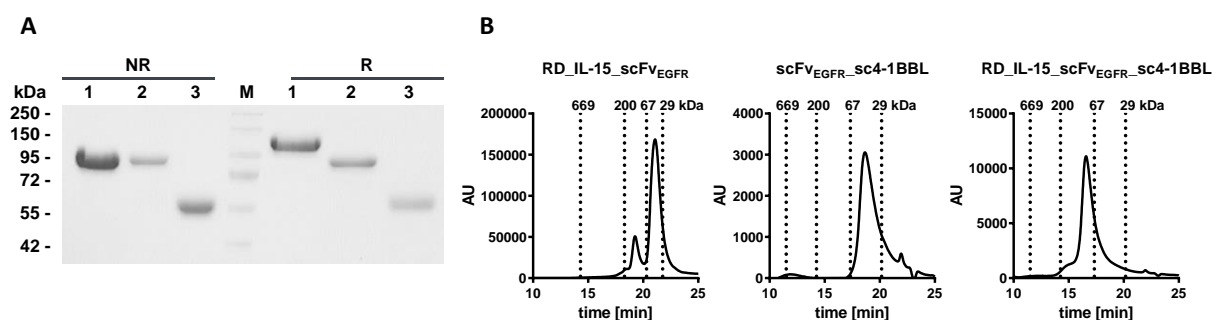 A
NR R
kDa 1 2 3 M 1 2 3
250 -
150 -
95 -
72 -
55 -
42 -
B
RD_IL-15_scFvEGFR
669 200 67 29 kDa
200000
150000
100000
50000
0
AU
10 15 20 25
time [min]
scFvEGFR_sc4-1BBL
669 200 67 29 kDa
4000
3000
2000
1000
0
AU
10 15 20 25
time [min]
RD_IL-15_scFvEGFR_sc4-1BBL
669 200 67 29 kDa
15000
10000
5000
0
AU
10 15 20 25
time [min]